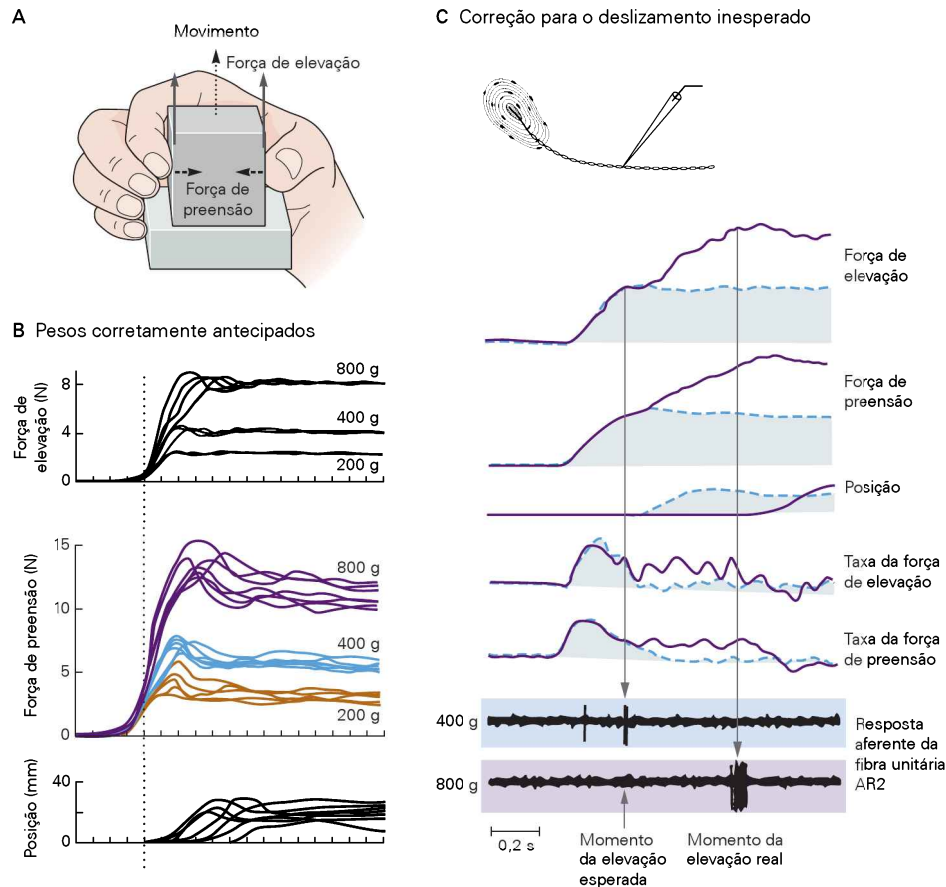 A
Movimento
Força de elevação
Força de
preensão
B Pesos corretamente antecipados
Força de
elevação (N)
8
4
0
800 g
400 g
200 g
Força de preensão (N)
15
10
5
0
800 g
400 g
200 g
Posição (mm)
40
20
0
C Correção para o deslizamento inesperado
Força de
elevação
Força de
preensão
Posição
Taxa da força
de elevação
Taxa da força
de preensão
400 g
800 g
Resposta
aferente da
fibra unitária
AR2
0,2 s
Momento
da elevação
esperada
Momento da
elevação real